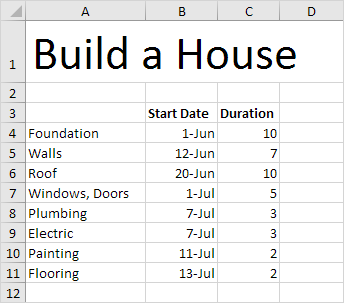 A B C D
1 Build a House
2
3 Start Date Duration
4 Foundation 1-Jun 10
5 Walls 12-Jun 7
6 Roof 20-Jun 10
7 Windows, Doors 1-Jul 5
8 Plumbing 7-Jul 3
9 Electric 7-Jul 3
10 Painting 11-Jul 2
11 Flooring 13-Jul 2
12